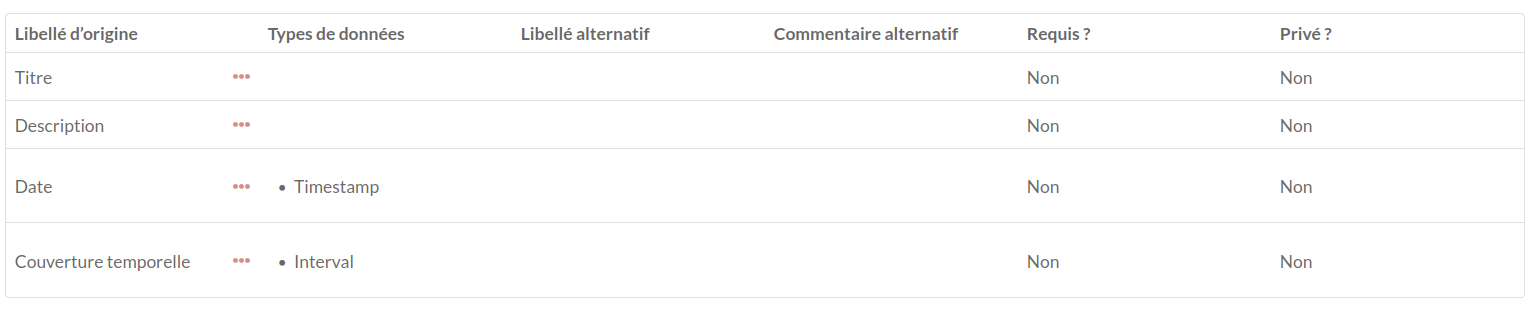 Libellé d’origine Types de données Libellé alternatif Commentaire alternatif Requis ? Privé ?
Titre ••• Non Non
Description ••• Non Non
Date ••• • Timestamp Non Non
Couverture temporelle ••• • Interval Non Non